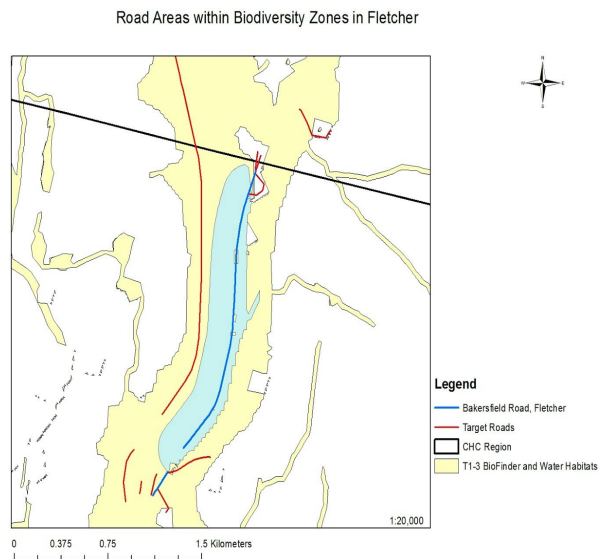 Road Areas within Biodiversity Zones in Fletcher
N
W
E
S
Legend
Bakersfield Road, Fletcher
Target Roads
CHC Region
T1-3 BioFinder and Water Habitats
1:20,000
0 0.375 0.75 1.5 Kilometers